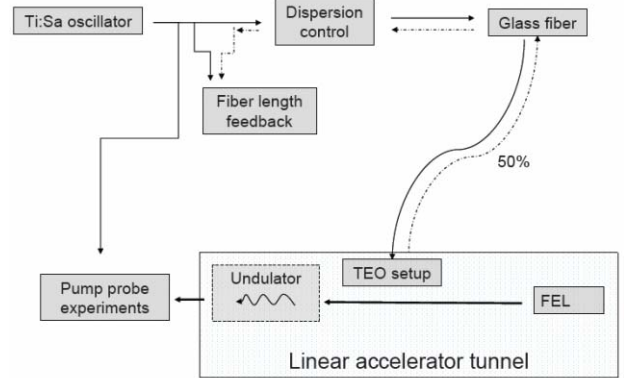 Ti:Sa oscillator
Dispersion
control
Glass fiber
Fiber length
feedback
50%
Pump probe
experiments
Undulator
TEO setup
FEL
Linear accelerator tunnel